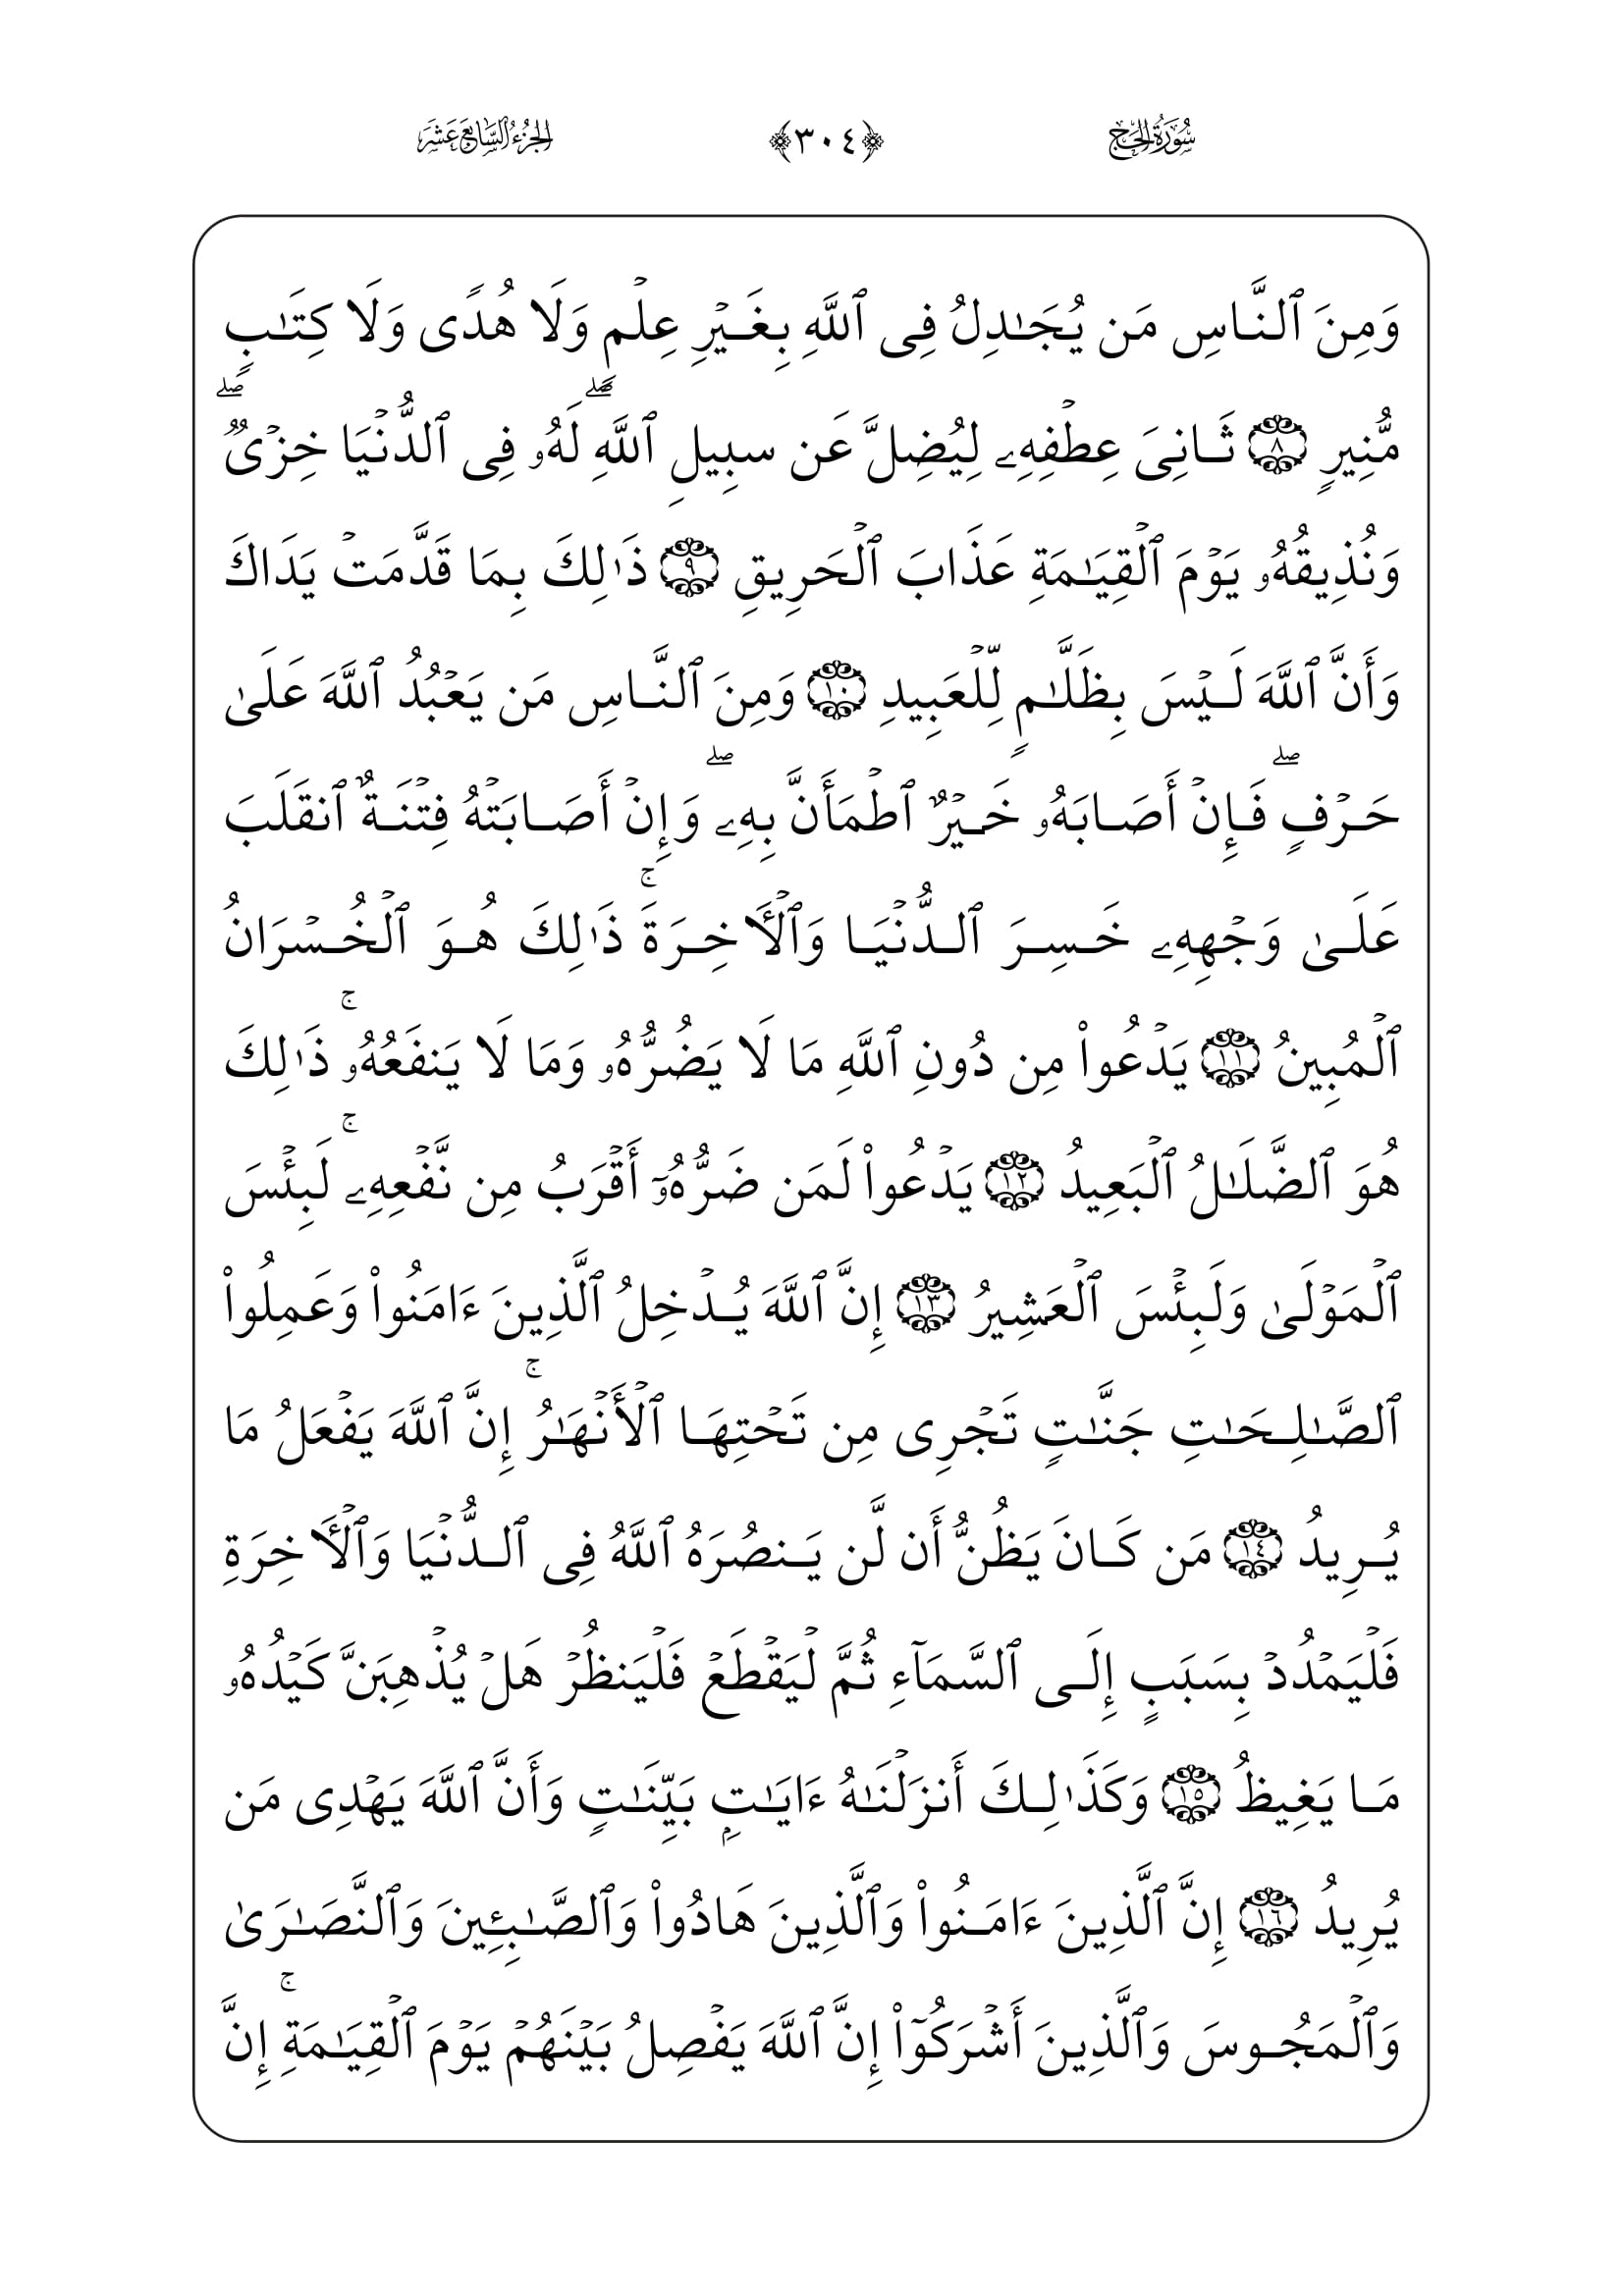 سُورَةُ الحَجِّ ﴿٣٠٤﴾ الجُزْءُ السَّابِعَ عَشَرَ
وَمِنَ ٱلنَّاسِ مَن يُجَٰدِلُ فِى ٱللَّهِ بِغَيْرِ عِلْمٍ وَلَا هُدًى وَلَا كِتَٰبٍ
مُّنِيرٍ ٨ ثَانِىَ عِطْفِهِۦ لِيُضِلَّ عَن سبِيلِ ٱللَّهِ ۖ لَهُۥ فِى ٱلدُّنْيَا خِزْىٌ ۖ
وَنُذِيقُهُۥ يَوْمَ ٱلْقِيَٰمَةِ عَذَابَ ٱلْحَرِيقِ ٩ ذَٰلِكَ بِمَا قَدَّمَتْ يَدَاكَ
وَأَنَّ ٱللَّهَ لَيْسَ بِظَلَّٰمٍ لِّلْعَبِيدِ ١٠ وَمِنَ ٱلنَّاسِ مَن يَعْبُدُ ٱللَّهَ عَلَىٰ
حَرْفٍ ۖ فَإِنْ أَصَابَهُۥ خَيْرٌ ٱطْمَأَنَّ بِهِۦ ۖ وَإِنْ أَصَابَتْهُ فِتْنَةٌ ٱنقَلَبَ
عَلَىٰ وَجْهِهِۦ خَسِرَ ٱلدُّنْيَا وَٱلْأَخِرَةَ ۚ ذَٰلِكَ هُوَ ٱلْخُسْرَانُ
ٱلْمُبِينُ ١١ يَدْعُوا۟ مِن دُونِ ٱللَّهِ مَا لَا يَضُرُّهُۥ وَمَا لَا يَنفَعُهُۥ ۚ ذَٰلِكَ
هُوَ ٱلضَّلَٰلُ ٱلْبَعِيدُ ١٢ يَدْعُوا۟ لَمَن ضَرُّهُۥٓ أَقْرَبُ مِن نَّفْعِهِۦ ۚ لَبِئْسَ
ٱلْمَوْلَىٰ وَلَبِئْسَ ٱلْعَشِيرُ ١٣ إِنَّ ٱللَّهَ يُدْخِلُ ٱلَّذِينَ ءَامَنُوا۟ وَعَمِلُوا۟
ٱلصَّٰلِحَٰتِ جَنَّٰتٍ تَجْرِى مِن تَحْتِهَا ٱلْأَنْهَٰرُ ۚ إِنَّ ٱللَّهَ يَفْعَلُ مَا
يُرِيدُ ١٤ مَن كَانَ يَظُنُّ أَن لَّن يَنصُرَهُ ٱللَّهُ فِى ٱلدُّنْيَا وَٱلْأَخِرَةِ
فَلْيَمْدُدْ بِسَبَبٍ إِلَى ٱلسَّمَآءِ ثُمَّ لْيَقْطَعْ فَلْيَنظُرْ هَلْ يُذْهِبَنَّ كَيْدُهُۥ
مَا يَغِيظُ ١٥ وَكَذَٰلِكَ أَنزَلْنَٰهُ ءَايَٰتٍۭ بَيِّنَٰتٍ وَأَنَّ ٱللَّهَ يَهْدِى مَن
يُرِيدُ ١٦ إِنَّ ٱلَّذِينَ ءَامَنُوا۟ وَٱلَّذِينَ هَادُوا۟ وَٱلصَّٰبِـِٔينَ وَٱلنَّصَٰرَىٰ
وَٱلْمَجُوسَ وَٱلَّذِينَ أَشْرَكُوٓا۟ إِنَّ ٱللَّهَ يَفْصِلُ بَيْنَهُمْ يَوْمَ ٱلْقِيَٰمَةِ ۚ إِنَّ